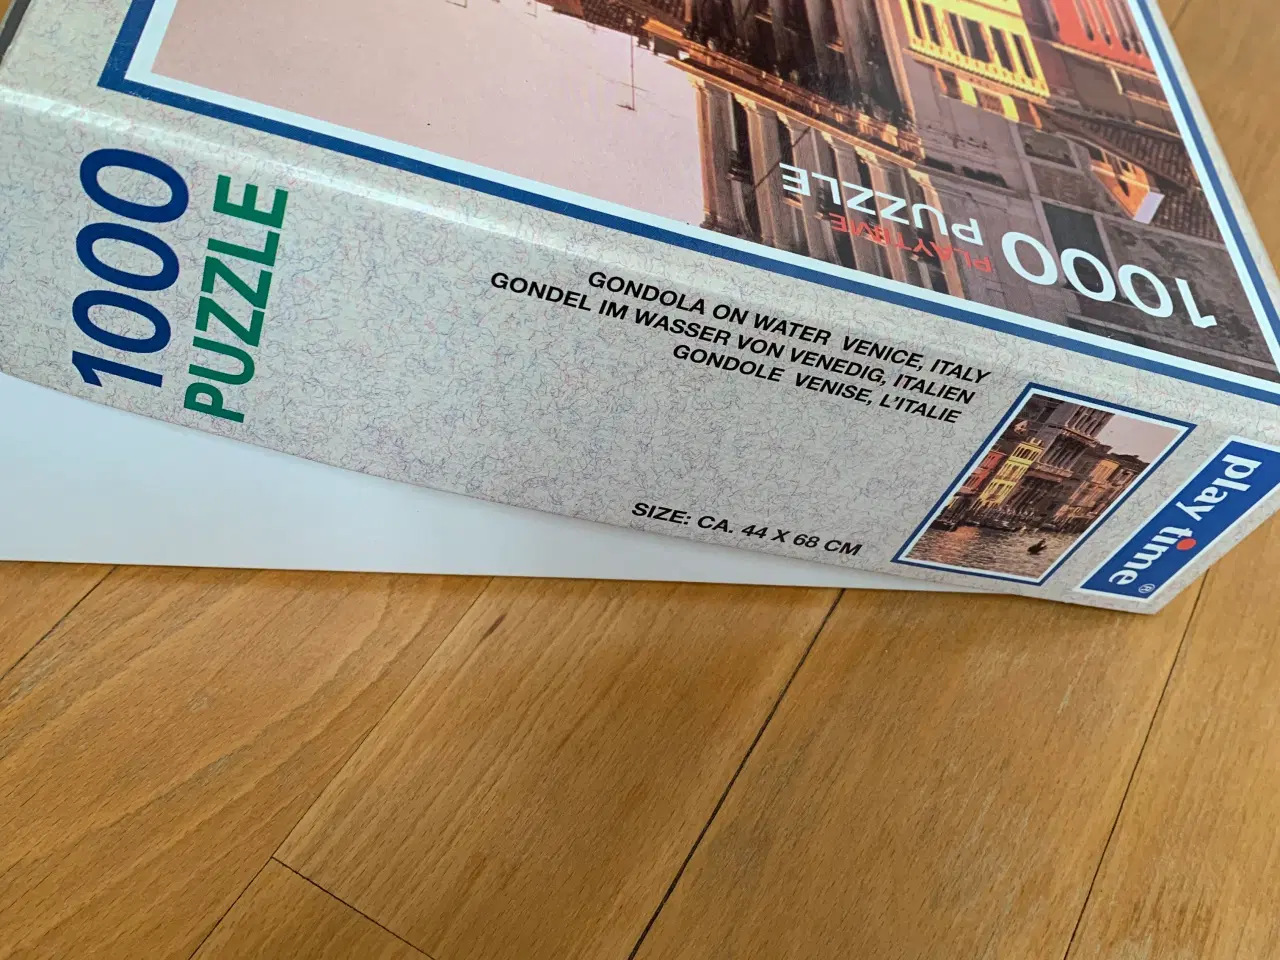 1000
PUZZLE
GONDOLA ON WATER VENICE, ITALY
GONDEL IM WASSER VON VENEDIG, ITALIEN
GONDOLE VENISE, L'ITALIE
SIZE: CA. 44 X 68 CM
play time®
1000 PUZZLE
PLAYTIME